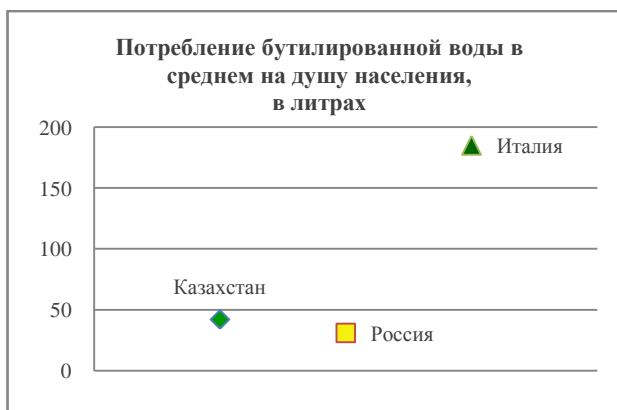 Потребление бутилированной воды в
среднем на душу населения,
в литрах
200
Италия
150
100
Казахстан
50
Россия
0